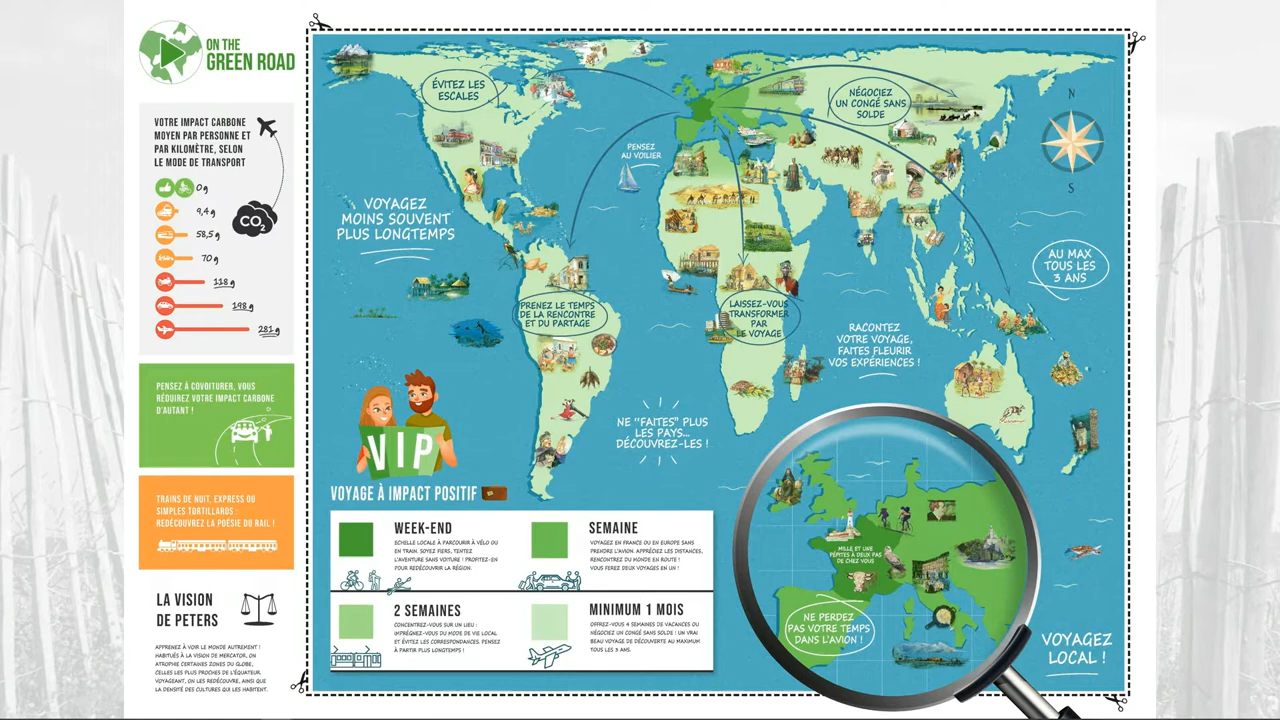 ON THE
GREEN ROAD
VOTRE IMPACT CARBONE
MOYEN PAR PERSONNE ET
PAR KILOMÈTRE, SELON
LE MODE DE TRANSPORT
0g
9,4g
58,5g
70g
118g
198g
281g
CO2
PENSEZ À COVOITURER, VOUS
RÉDUIREZ VOTRE IMPACT CARBONE
D'AUTANT !
TRAINS DE NUIT, EXPRESS OU
SIMPLES TORTILLARDS :
REDÉCOUVREZ LA POÉSIE DU RAIL !
LA VISION
DE PETERS
APPRENEZ À VOIR LE MONDE AUTREMENT !
HABITUÉS À LA VISION DE MERCATOR, ON
ATROPHIE CERTAINES ZONES DU GLOBE,
CELLES LES PLUS PROCHES DE L'ÉQUATEUR.
VOYAGEANT, ON LES REDÉCOUVRE, AINSI QUE
LA DENSITÉ DES CULTURES QUI LES HABITENT.
ÉVITEZ LES
ESCALES
NÉGOCIEZ
UN CONGÉ SANS
SOLDE
N
S
PENSEZ
AU VOILIER
VOYAGEZ
MOINS SOUVENT
PLUS LONGTEMPS
AU MAX
TOUS LES
3 ANS
PRENEZ LE TEMPS
DE LA RENCONTRE
ET DU PARTAGE
LAISSEZ-VOUS
TRANSFORMER
PAR
LE VOYAGE
RACONTEZ
VOTRE VOYAGE,
FAITES FLEURIR
VOS EXPÉRIENCES !
NE "FAITES" PLUS
LES PAYS...
DÉCOUVREZ-LES !
VIP
VOYAGE À IMPACT POSITIF
WEEK-END
ECHELLE LOCALE À PARCOURIR À VÉLO OU
EN TRAIN. SOYEZ FIERS, TENTEZ
L'AVENTURE SANS VOITURE ! PROFITEZ-EN
POUR REDÉCOUVRIR LA RÉGION.
SEMAINE
VOYAGEZ EN FRANCE OU EN EUROPE SANS
PRENDRE L'AVION. APPRÉCIEZ LES DISTANCES,
RENCONTREZ DU MONDE EN ROUTE !
VOUS FEREZ DEUX VOYAGES EN UN !
2 SEMAINES
CONCENTREZ-VOUS SUR UN LIEU :
IMPRÉGNEZ-VOUS DU MODE DE VIE LOCAL
ET ÉVITEZ LES CORRESPONDANCES. PENSEZ
À PARTIR PLUS LONGTEMPS !
MINIMUM 1 MOIS
OFFREZ-VOUS 4 SEMAINES DE VACANCES OU
NÉGOCIEZ UN CONGÉ SANS SOLDE ! UN VRAI
BEAU VOYAGE DE DÉCOUVERTE AU MAXIMUM
TOUS LES 3 ANS.
MILLE ET UNE
PÉPITES À DEUX PAS
DE CHEZ VOUS
NE PERDEZ
PAS VOTRE TEMPS
DANS L'AVION !
VOYAGEZ
LOCAL !